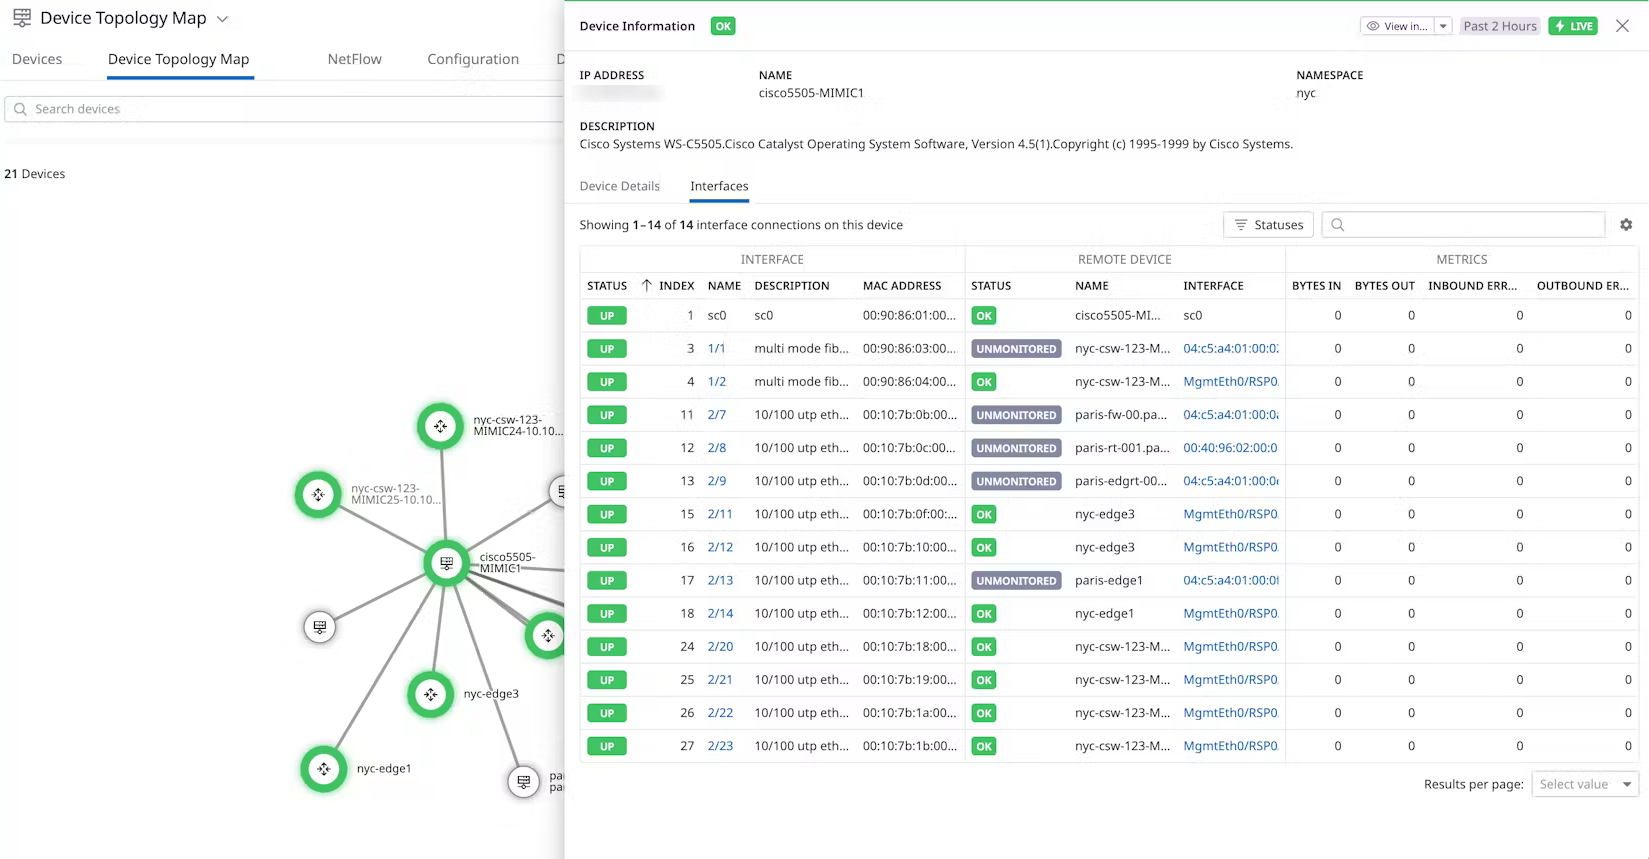 Device Topology Map
Devices Device Topology Map NetFlow Configuration D
Search devices
21 Devices
nyc-csw-123-
MIMIC24-10.10...
nyc-csw-123-
MIMIC25-10.10...
cisco5505-
MIMIC1
nyc-edge3
nyc-edge1
Device Information OK View in... Past 2 Hours LIVE
IP ADDRESS NAME NAMESPACE
cisco5505-MIMIC1 nyc
DESCRIPTION
Cisco Systems WS-C5505.Cisco Catalyst Operating System Software, Version 4.5(1).Copyright (c) 1995-1999 by Cisco Systems.
Device Details Interfaces
Showing 1–14 of 14 interface connections on this device Statuses
INTERFACE REMOTE DEVICE METRICS
STATUS INDEX NAME DESCRIPTION MAC ADDRESS STATUS NAME INTERFACE BYTES IN BYTES OUT INBOUND ERR... OUTBOUND ER...
UP 1 sc0 sc0 00:90:86:01:00... OK cisco5505-MI... sc0 0 0 0 0
UP 3 1/1 multi mode fib... 00:90:86:03:00... UNMONITORED nyc-csw-123-M... 04:c5:a4:01:00:02 0 0 0 0
UP 4 1/2 multi mode fib... 00:90:86:04:00... OK nyc-csw-123-M... MgmtEth0/RSP0 0 0 0 0
UP 11 2/7 10/100 utp eth... 00:10:7b:0b:00... UNMONITORED paris-fw-00.pa... 04:c5:a4:01:00:0a 0 0 0 0
UP 12 2/8 10/100 utp eth... 00:10:7b:0c:00... UNMONITORED paris-rt-001.pa... 00:40:96:02:00:0 0 0 0 0
UP 13 2/9 10/100 utp eth... 00:10:7b:0d:00... UNMONITORED paris-edgrt-00... 04:c5:a4:01:00:0e 0 0 0 0
UP 15 2/11 10/100 utp eth... 00:10:7b:0f:00:... OK nyc-edge3 MgmtEth0/RSP0 0 0 0 0
UP 16 2/12 10/100 utp eth... 00:10:7b:10:00... OK nyc-edge3 MgmtEth0/RSP0 0 0 0 0
UP 17 2/13 10/100 utp eth... 00:10:7b:11:00... UNMONITORED paris-edge1 04:c5:a4:01:00:0f 0 0 0 0
UP 18 2/14 10/100 utp eth... 00:10:7b:12:00... OK nyc-edge1 MgmtEth0/RSP0 0 0 0 0
UP 24 2/20 10/100 utp eth... 00:10:7b:18:00... OK nyc-csw-123-M... MgmtEth0/RSP0 0 0 0 0
UP 25 2/21 10/100 utp eth... 00:10:7b:19:00... OK nyc-csw-123-M... MgmtEth0/RSP0 0 0 0 0
UP 26 2/22 10/100 utp eth... 00:10:7b:1a:00... OK nyc-csw-123-M... MgmtEth0/RSP0 0 0 0 0
UP 27 2/23 10/100 utp eth... 00:10:7b:1b:00... OK nyc-csw-123-M... MgmtEth0/RSP0 0 0 0 0
Results per page: Select value